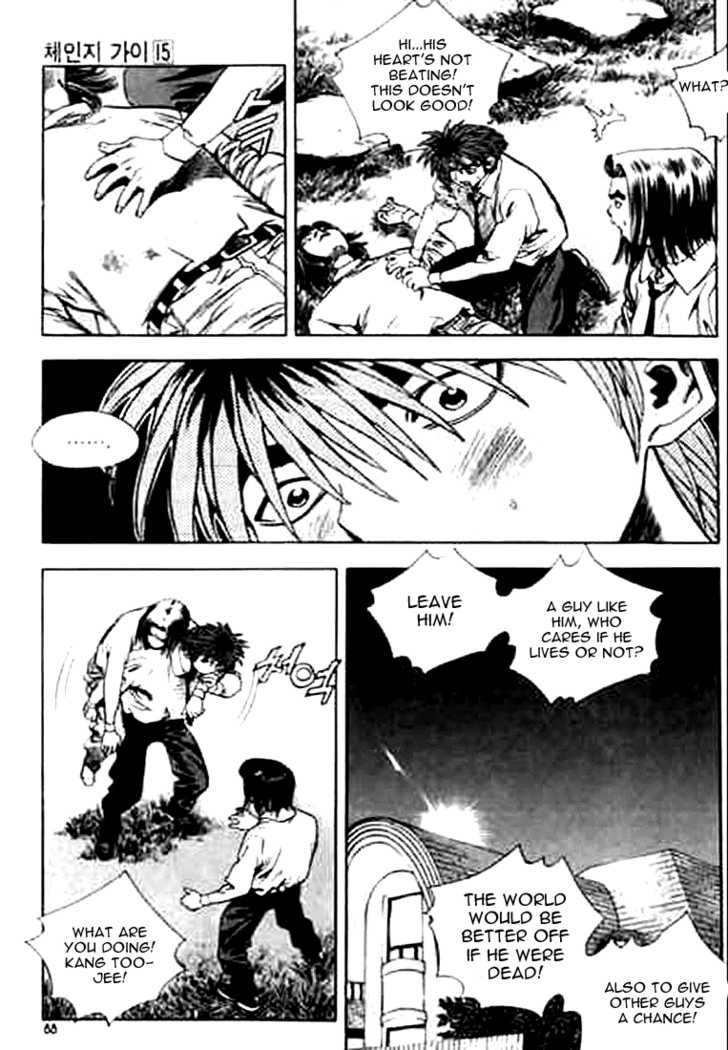 체인지 가이 15
HI...HIS
HEART'S NOT
BEATING!
THIS DOESN'T
LOOK GOOD!
WHAT?
......,
LEAVE
HIM!
A GUY LIKE
HIM, WHO
CARES IF HE
LIVES OR NOT?
WHAT ARE
YOU DOING!
KANG TOO-
JEE!
THE WORLD
WOULD BE
BETTER OFF
IF HE WERE
DEAD!
ALSO TO GIVE
OTHER GUYS
A CHANCE!
88